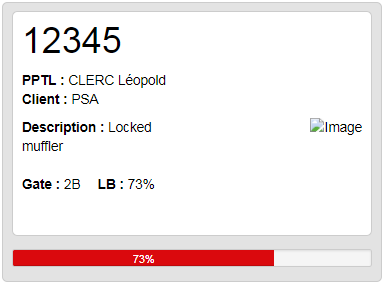 12345
PPTL : CLERC Léopold
Client : PSA
Description : Locked
muffler
Image
Gate : 2B LB : 73%
73%